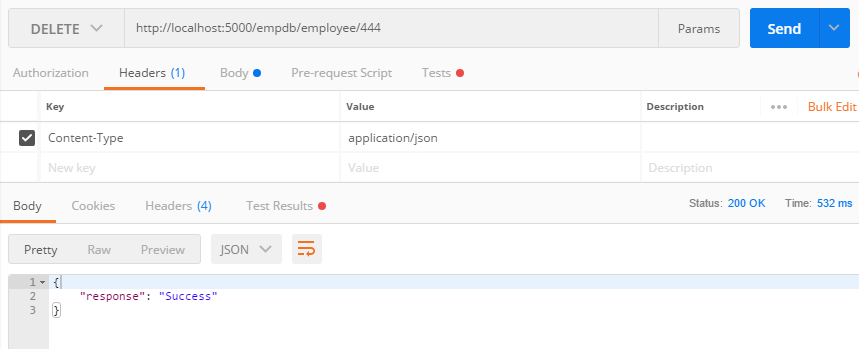 DELETE http://localhost:5000/empdb/employee/444 Params Send
Authorization Headers (1) Body Pre-request Script Tests
Key Value Description ••• Bulk Edit
Content-Type application/json
New key Value Description
Body Cookies Headers (4) Test Results Status: 200 OK Time: 532 ms
Pretty Raw Preview JSON
1 {
2 "response": "Success"
3 }